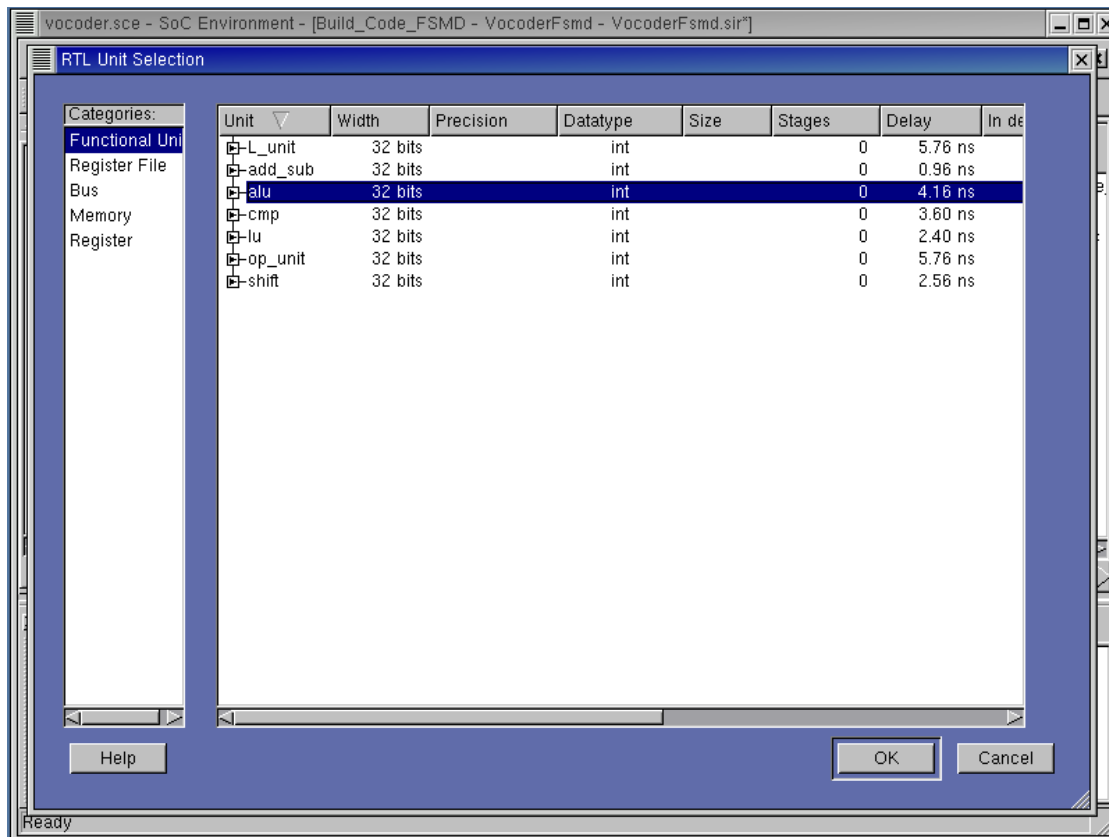 vocoder.sce - SoC Environment - [Build_Code_FSMD - VocoderFsmd - VocoderFsmd.sir*]
RTL Unit Selection
Categories:
Functional Uni
Register File
Bus
Memory
Register
Unit Width Precision Datatype Size Stages Delay In de
L_unit 32 bits int 0 5.76 ns
add_sub 32 bits int 0 0.96 ns
alu 32 bits int 0 4.16 ns
cmp 32 bits int 0 3.60 ns
lu 32 bits int 0 2.40 ns
op_unit 32 bits int 0 5.76 ns
shift 32 bits int 0 2.56 ns
Help OK Cancel
Ready